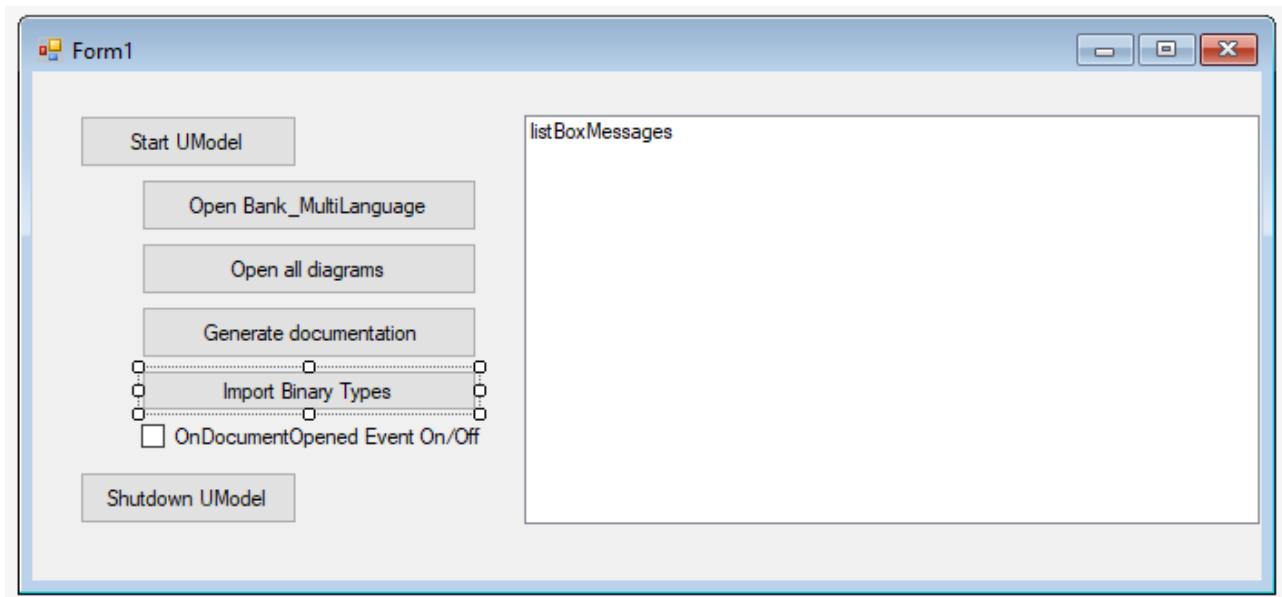 Form1
Start UModel
listBoxMessages
Open Bank_MultiLanguage
Open all diagrams
Generate documentation
Import Binary Types
OnDocumentOpened Event On/Off
Shutdown UModel